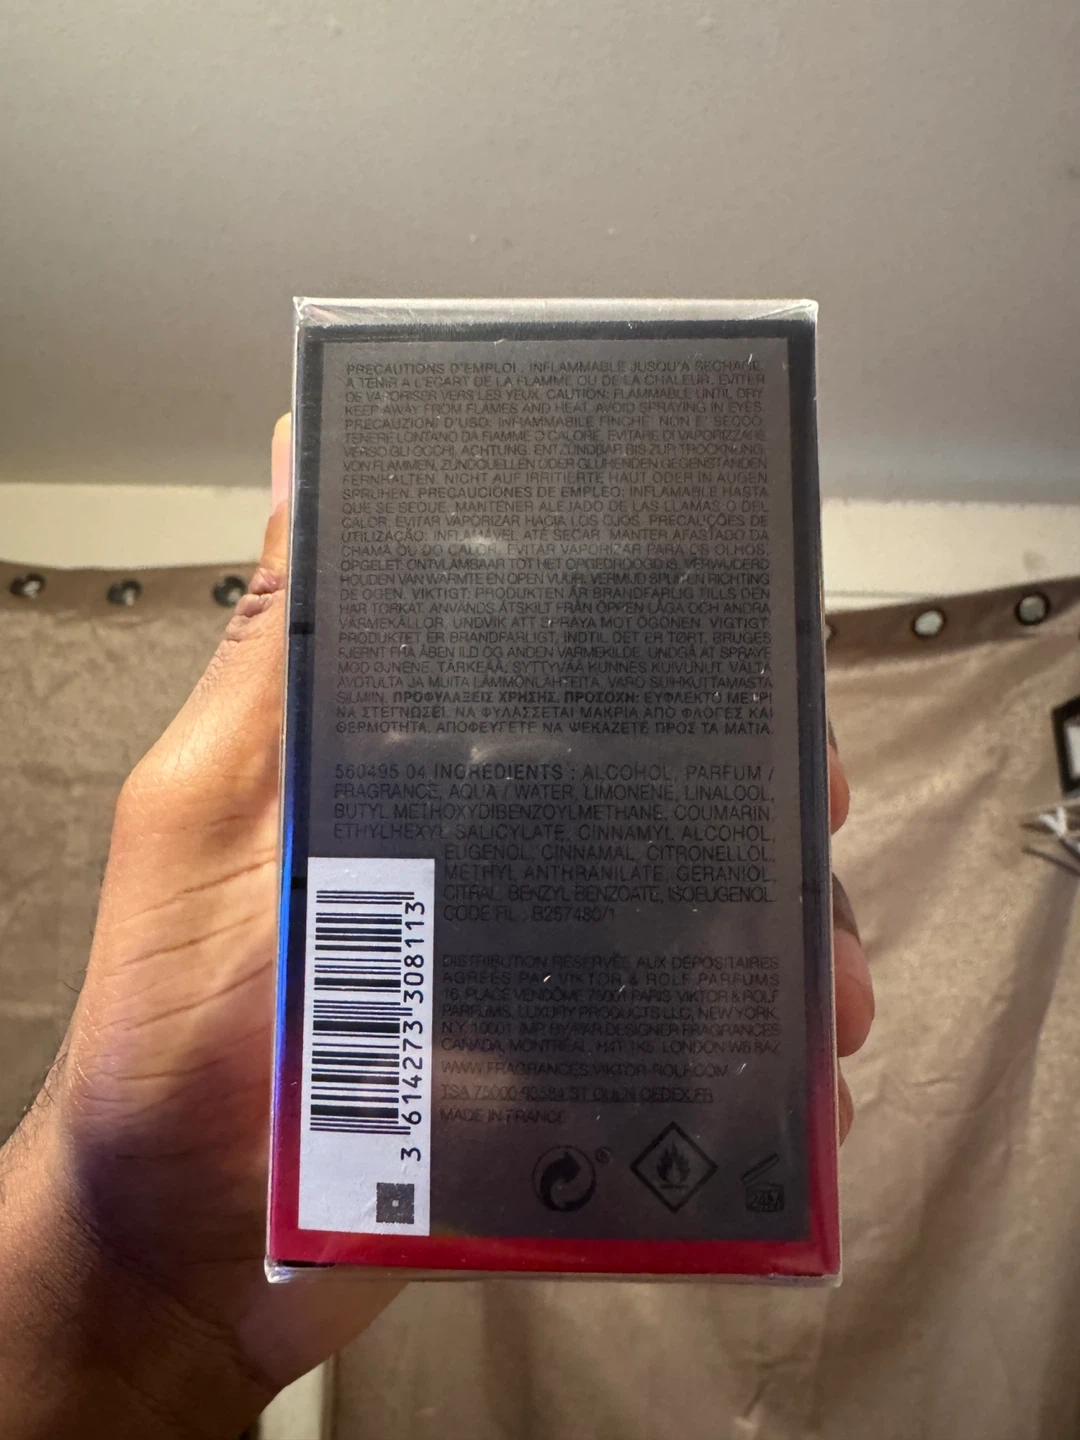 PRECAUTIONS D'EMPLOI. INFLAMMABLE JUSQU'A SECHAGE.
A TENIR A L'ECART DE LA FLAMME OU DE LA CHALEUR. EVITER
DE VAPORISER VERS LES YEUX. CAUTION: FLAMMABLE UNTIL DRY.
KEEP AWAY FROM FLAMES AND HEAT. AVOID SPRAYING IN EYES.
PRECAUZIONI D'USO: INFIAMMABILE FINCHE' NON E' SECCO.
TENERE LONTANO DA FIAMME O CALORE. EVITARE DI VAPORIZZARE
VERSO GLI OCCHI. ACHTUNG: ENTZÜNDBAR BIS ZUR TROCKNUNG.
VON FLAMMEN, ZÜNDQUELLEN ODER GLÜHENDEN GEGENSTÄNDEN
FERNHALTEN. NICHT AUF IRRITIERTE HAUT ODER IN AUGEN
SPRÜHEN. PRECAUCIONES DE EMPLEO: INFLAMABLE HASTA
QUE SE SEQUE. MANTENER ALEJADO DE LAS LLAMAS O DEL
CALOR. EVITAR VAPORIZAR HACIA LOS OJOS. PRECAUÇÕES DE
UTILIZAÇÃO: INFLAMÁVEL ATÉ SECAR. MANTER AFASTADO DA
CHAMA OU DO CALOR. EVITAR VAPORIZAR PARA OS OLHOS.
OPGELET: ONTVLAMBAAR TOT HET OPGEDROOGD IS. VERWIJDERD
HOUDEN VAN WARMTE EN OPEN VUUR. VERMIJD SPUITEN RICHTING
DE OGEN. VIKTIGT: PRODUKTEN ÄR BRANDFARLIG TILLS DEN
HAR TORKAT. ANVÄNDS ÅTSKILT FRÅN ÖPPEN LÅGA OCH ANDRA
VÄRMEKÄLLOR. UNDVIK ATT SPRAYA MOT ÖGONEN. VIGTIGT:
PRODUKTET ER BRANDFARLIGT, INDTIL DET ER TØRT. BRUGES
FJERNT FRA ÅBEN ILD OG ANDEN VARMEKILDE. UNDGÅ AT SPRAYE
MOD ØJNENE. TÄRKEÄÄ: SYTTYVÄÄ KUNNES KUIVUNUT. VÄLTÄ
AVOTULTA JA MUITA LÄMMÖNLÄHTEITÄ. VARO SUIHKUTTAMASTA
SILMIIN. ΠΡΟΦΥΛΑΞΕΙΣ ΧΡΗΣΗΣ. ΠΡΟΣΟΧΗ: ΕΥΦΛΕΚΤΟ ΜΕΧΡΙ
ΝΑ ΣΤΕΓΝΩΣΕΙ. ΝΑ ΦΥΛΑΣΣΕΤΑΙ ΜΑΚΡΙΑ ΑΠΟ ΦΛΟΓΕΣ ΚΑΙ
ΘΕΡΜΟΤΗΤΑ. ΑΠΟΦΕΥΓΕΤΕ ΝΑ ΨΕΚΑΖΕΤΕ ΠΡΟΣ ΤΑ ΜΑΤΙΑ.
560495 04 INGREDIENTS : ALCOHOL, PARFUM /
FRAGRANCE, AQUA / WATER, LIMONENE, LINALOOL,
BUTYL METHOXYDIBENZOYLMETHANE, COUMARIN,
ETHYLHEXYL SALICYLATE, CINNAMYL ALCOHOL,
EUGENOL, CINNAMAL, CITRONELLOL,
METHYL ANTHRANILATE, GERANIOL,
CITRAL, BENZYL BENZOATE, ISOEUGENOL.
CODE FIL : B257480/1
DISTRIBUTION RÉSERVÉE AUX DÉPOSITAIRES
AGRÉÉS PAR VIKTOR & ROLF PARFUMS
16, PLACE VENDÔME 75001 PARIS VIKTOR & ROLF
PARFUMS, LUXURY PRODUCTS LLC, NEW YORK,
N.Y. 10001 IMP. BY/PAR DESIGNER FRAGRANCES
CANADA, MONTRÉAL, H4T 1K5. LONDON W6 8AZ
WWW.FRAGRANCES.VIKTOR-ROLF.COM
TSA 75000-93584 ST OUEN CEDEX, FR
MADE IN FRANCE
3 614273 308113
24M